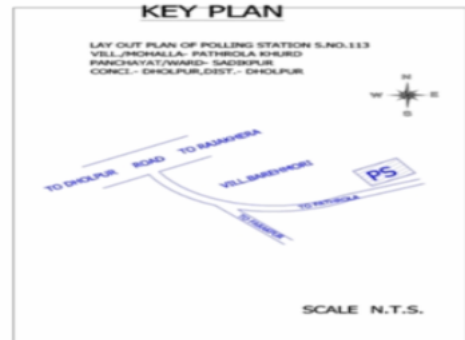 KEY PLAN
LAY OUT PLAN OF POLLING STATION S.NO.113
VILL./MOHALLA- PATHROLA KHURD
PANCHAYAT/WARD- SADIKPUR
CONCI.- DHOLPUR,DIST.- DHOLPUR
N
W E
S
TO DHOLPUR ROAD TO RAJAKHERA
VILL.BAREHMORI
PS
TO PATHROLA
SCALE N.T.S.